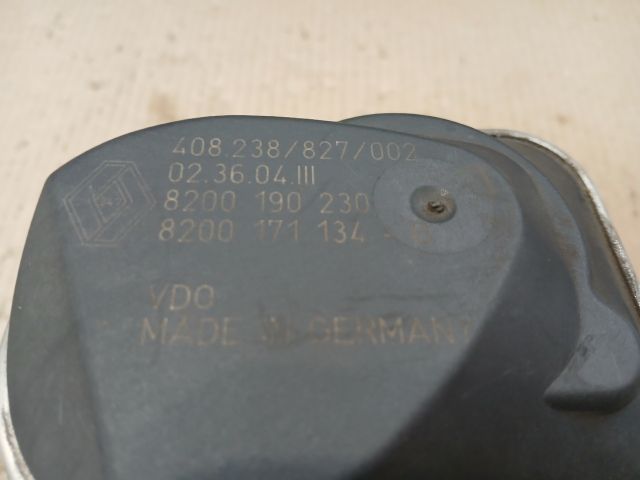 408.238/827/002
02.36.04.III
8200 190 230
8200 171 134 - B
VDO
MADE IN GERMANY